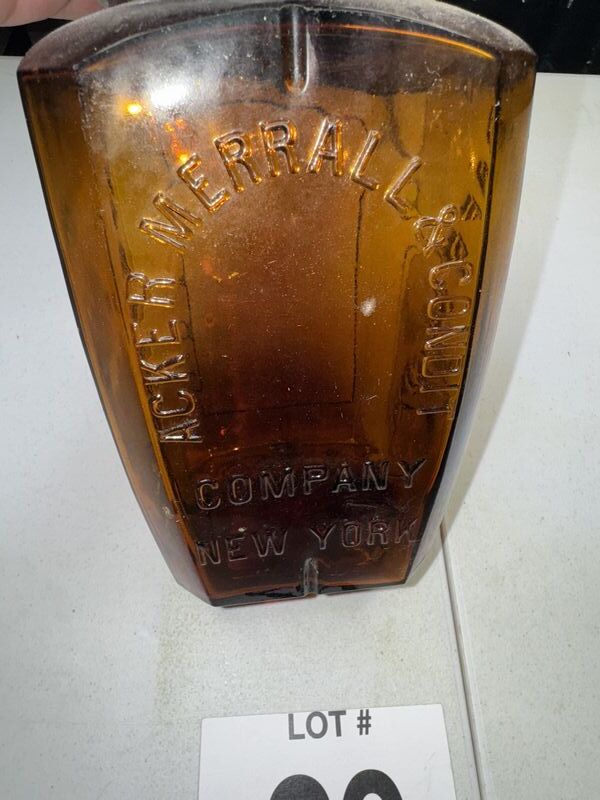 ACKER MERRALL & CONDIT
COMPANY
NEW YORK
LOT #